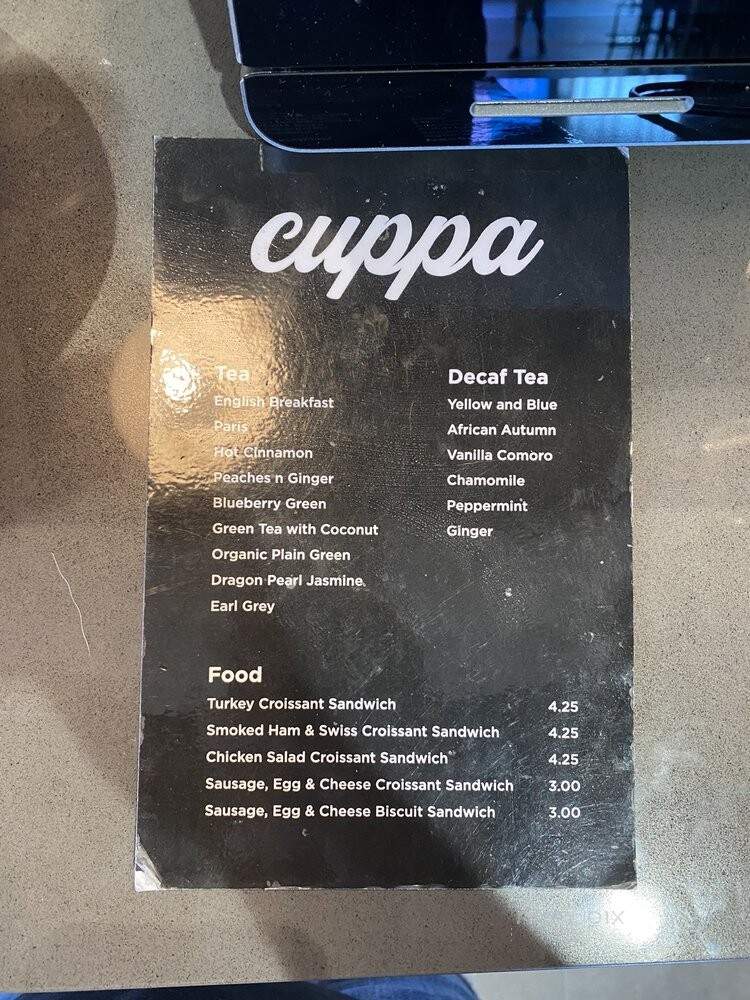 cuppa
Tea
English Breakfast
Paris
Hot Cinnamon
Peaches n Ginger
Blueberry Green
Green Tea with Coconut
Organic Plain Green
Dragon Pearl Jasmine
Earl Grey
Decaf Tea
Yellow and Blue
African Autumn
Vanilla Comoro
Chamomile
Peppermint
Ginger
Food
Turkey Croissant Sandwich 4.25
Smoked Ham & Swiss Croissant Sandwich 4.25
Chicken Salad Croissant Sandwich 4.25
Sausage, Egg & Cheese Croissant Sandwich 3.00
Sausage, Egg & Cheese Biscuit Sandwich 3.00